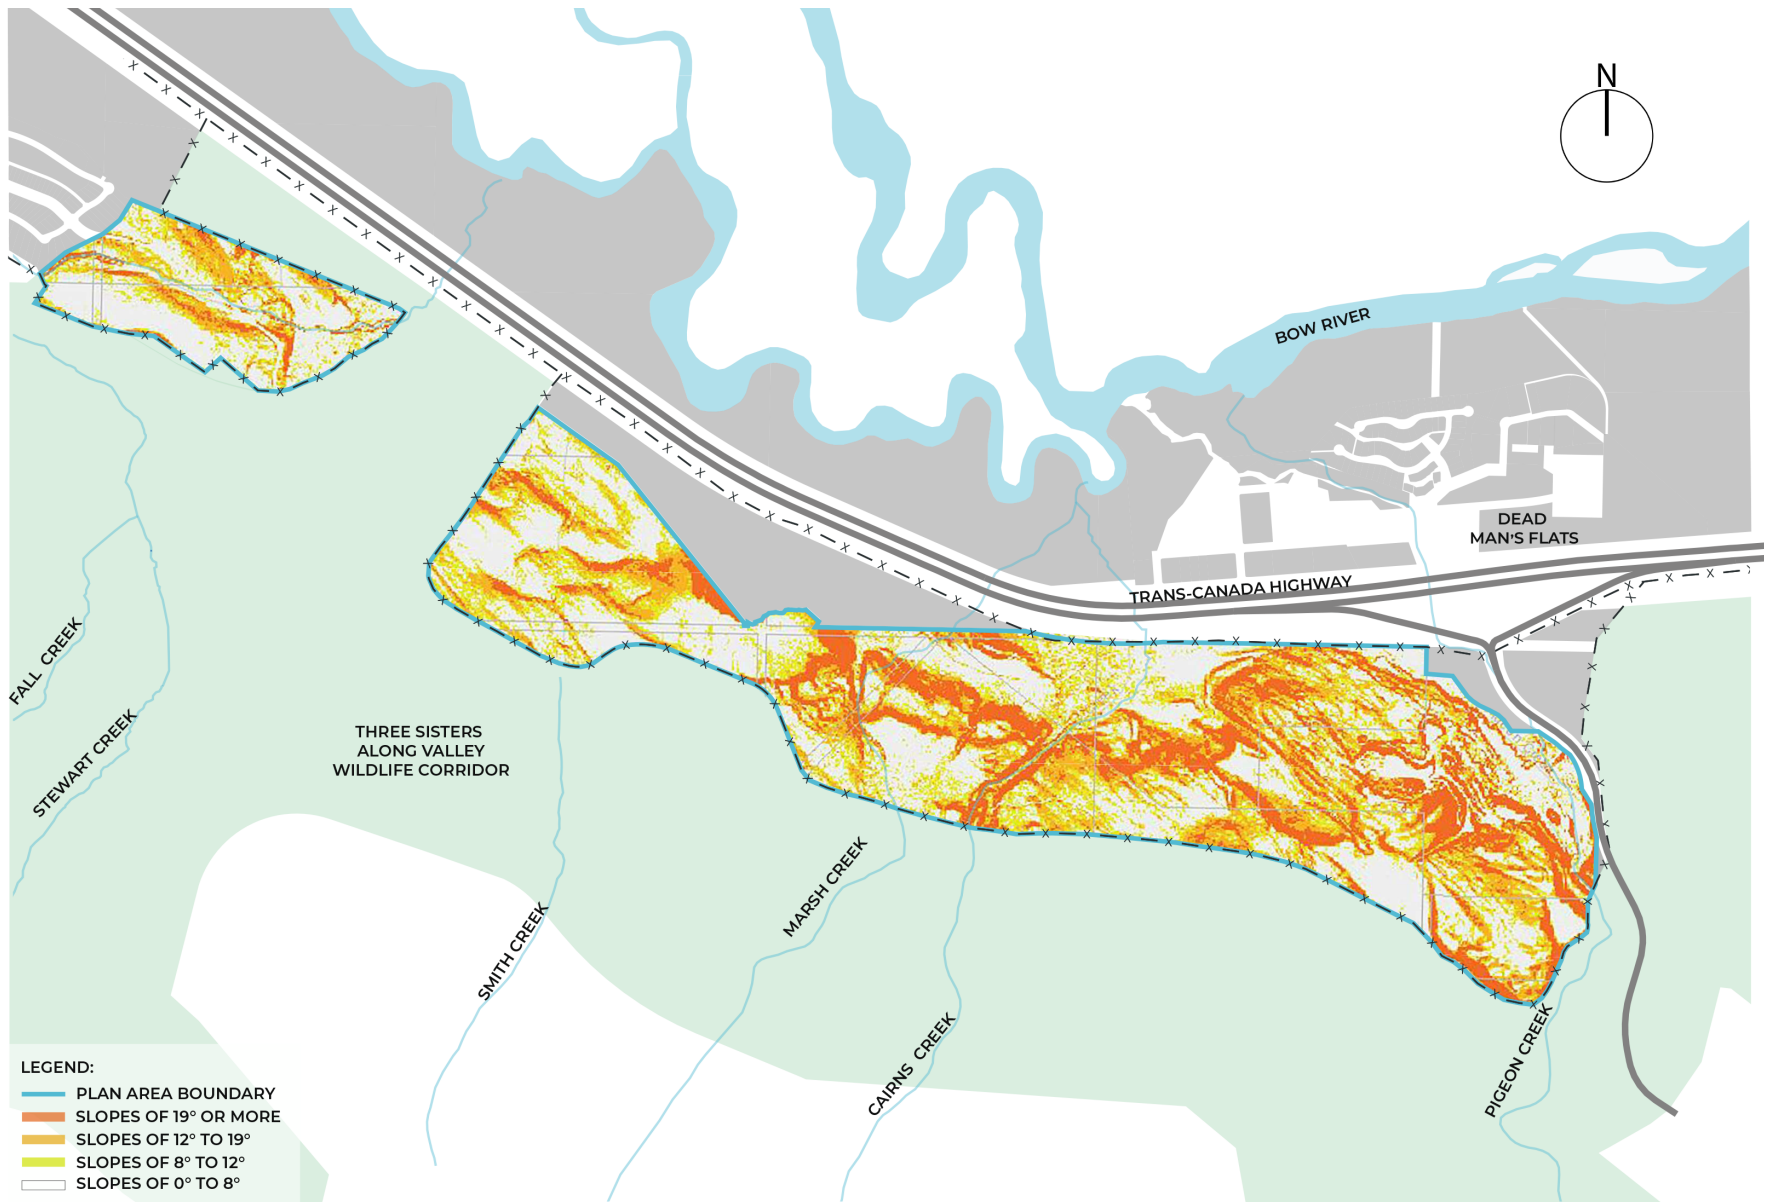 N
BOW RIVER
DEAD
MAN'S FLATS
TRANS-CANADA HIGHWAY
FALL CREEK
STEWART CREEK
THREE SISTERS
ALONG VALLEY
WILDLIFE CORRIDOR
SMITH CREEK
MARSH CREEK
CAIRNS CREEK
PIGEON CREEK
LEGEND:
PLAN AREA BOUNDARY
SLOPES OF 19° OR MORE
SLOPES OF 12° TO 19°
SLOPES OF 8° TO 12°
SLOPES OF 0° TO 8°